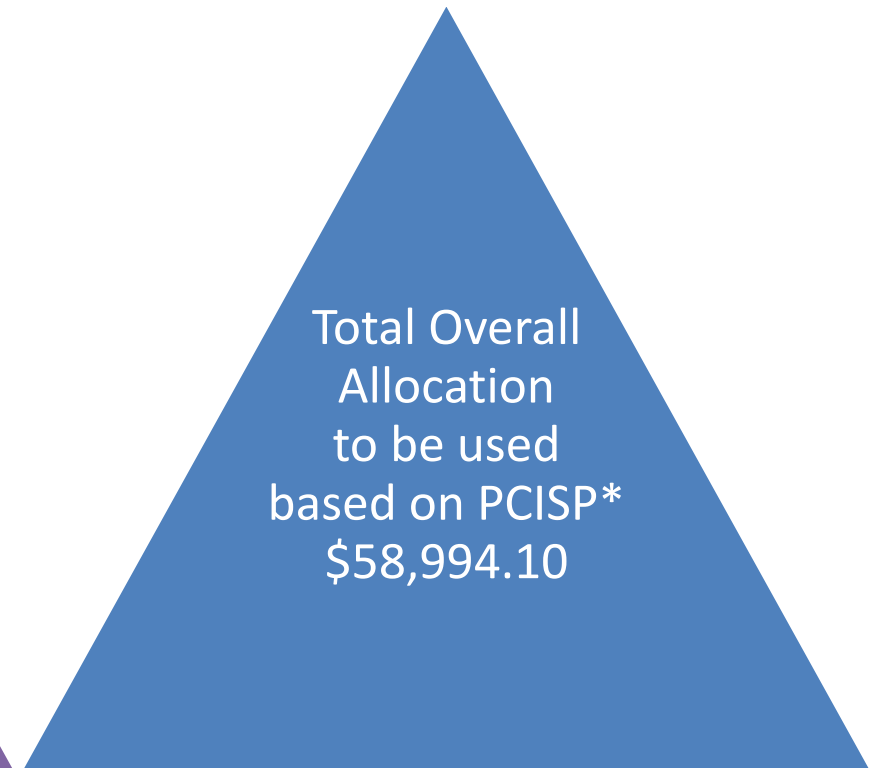 Total Overall
Allocation
to be used
based on PCISP*
$58,994.10